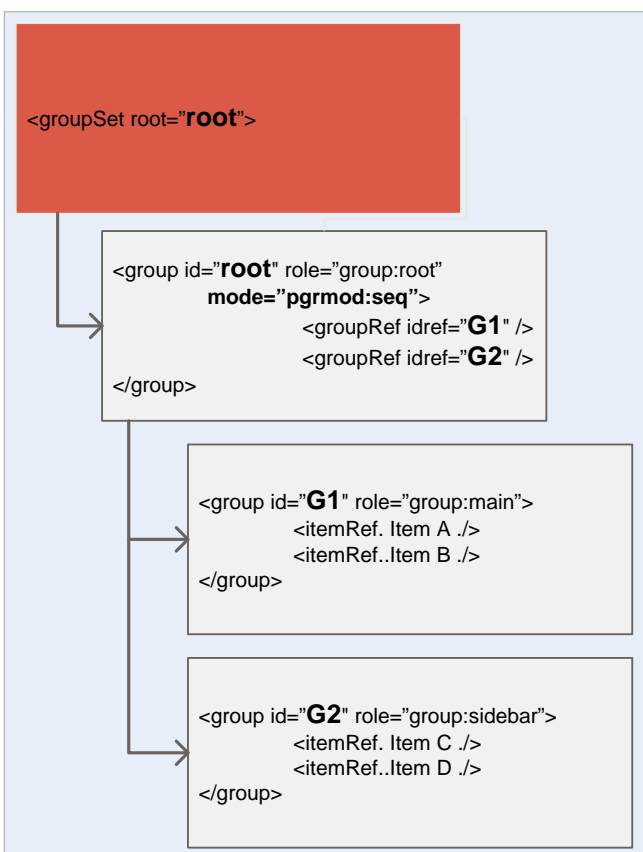 <groupSet root=”root”>
<group id=”root" role=”group:root”
mode=”pgrmod:seq”>
<groupRef idref=”G1" />
<groupRef idref=”G2" />
</group>
<group id=”G1" role=”group:main”>
<itemRef. Item A ./>
<itemRef..Item B ./>
</group>
<group id=”G2" role=”group:sidebar”>
<itemRef. Item C ./>
<itemRef..Item D ./>
</group>